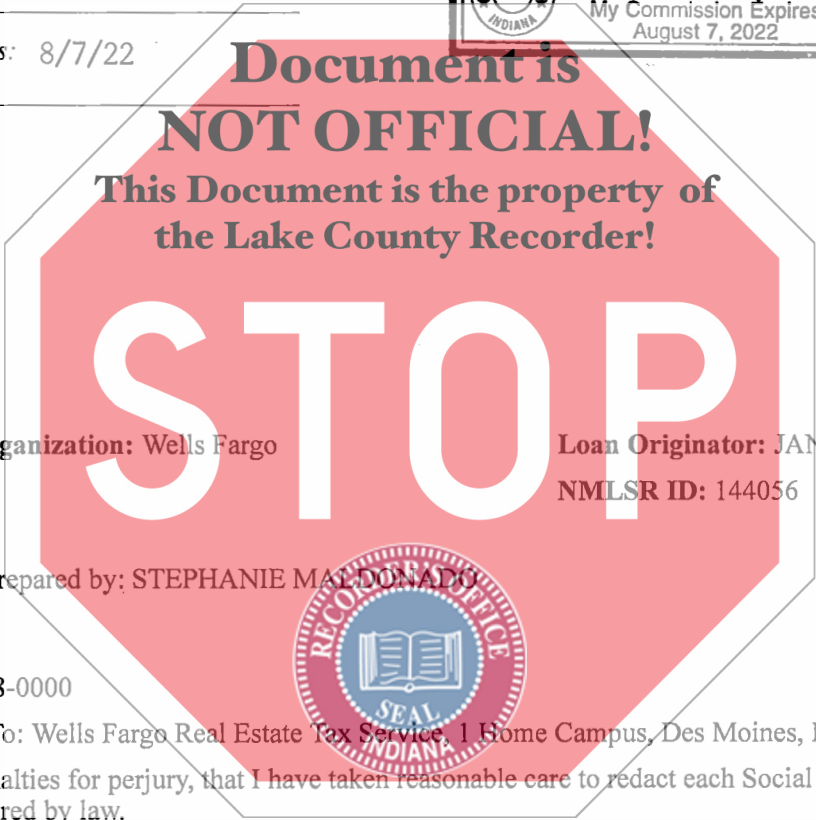 INDIANA
My Commission Expires
August 7, 2022
s: 8/7/22
Document is
NOT OFFICIAL!
This Document is the property of
the Lake County Recorder!
STOP
ganization: Wells Fargo
Loan Originator: JAN
NMLSR ID: 144056
repared by: STEPHANIE MALDONADO
RECORDER'S OFFICE
SEAL
INDIANA
-0000
o: Wells Fargo Real Estate Tax Service, 1 Home Campus, Des Moines,
alties for perjury, that I have taken reasonable care to redact each Social
red by law.